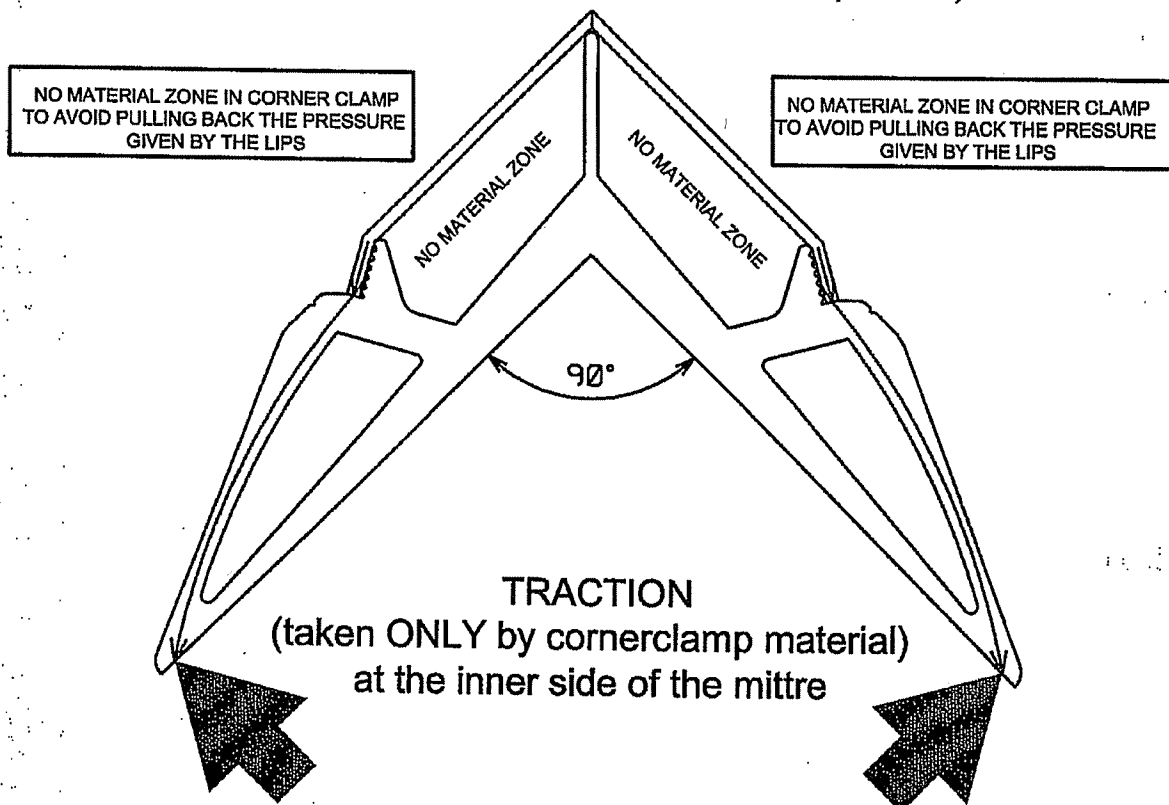 NO MATERIAL ZONE IN CORNER CLAMP
TO AVOID PULLING BACK THE PRESSURE
GIVEN BY THE LIPS
NO MATERIAL ZONE IN CORNER CLAMP
TO AVOID PULLING BACK THE PRESSURE
GIVEN BY THE LIPS
NO MATERIAL ZONE
NO MATERIAL ZONE
90°
TRACTION
(taken ONLY by cornerclamp material)
at the inner side of the mittre